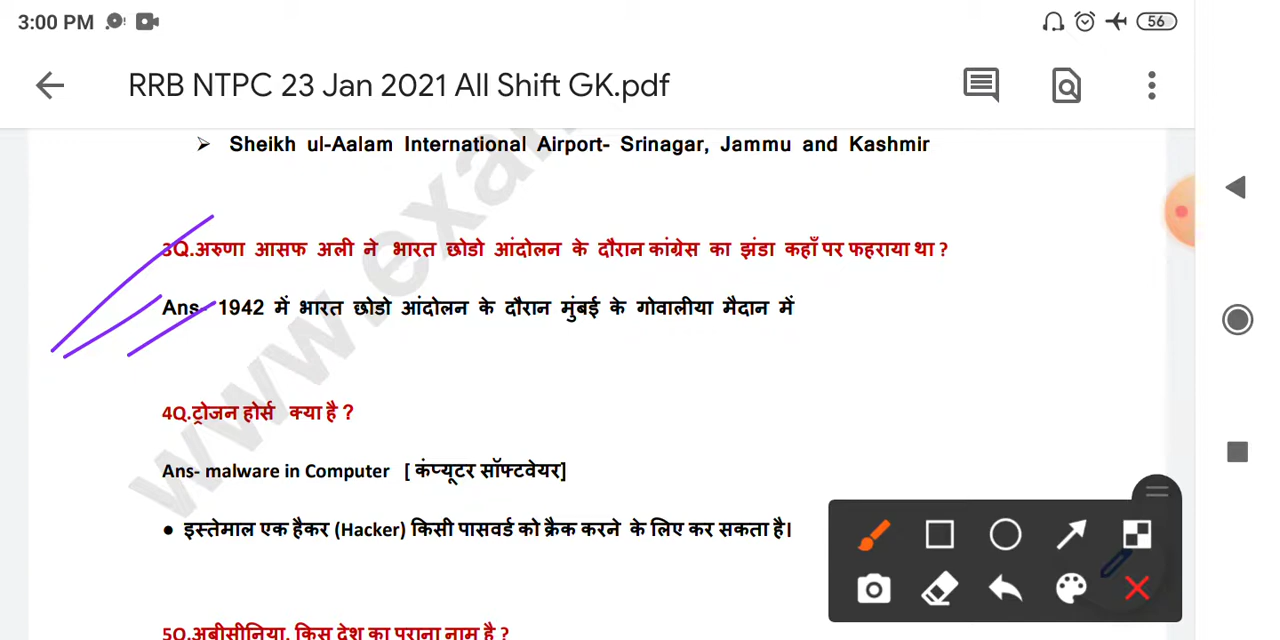 3:00 PM
56
RRB NTPC 23 Jan 2021 All Shift GK.pdf
➢ Sheikh ul-Aalam International Airport- Srinagar, Jammu and Kashmir
3Q.अरुणा आसफ अली ने भारत छोडो आंदोलन के दौरान कांग्रेस का झंडा कहाँ पर फहराया था ?
Ans- 1942 में भारत छोडो आंदोलन के दौरान मुंबई के गोवालीया मैदान में
4Q.ट्रोजन होर्स क्या है ?
Ans- malware in Computer [ कंप्यूटर सॉफ्टवेयर]
● इस्तेमाल एक हैकर (Hacker) किसी पासवर्ड को क्रैक करने के लिए कर सकता है।
5Q.अबीसीनिया, किस देश का पुराना नाम है ?
www.exam